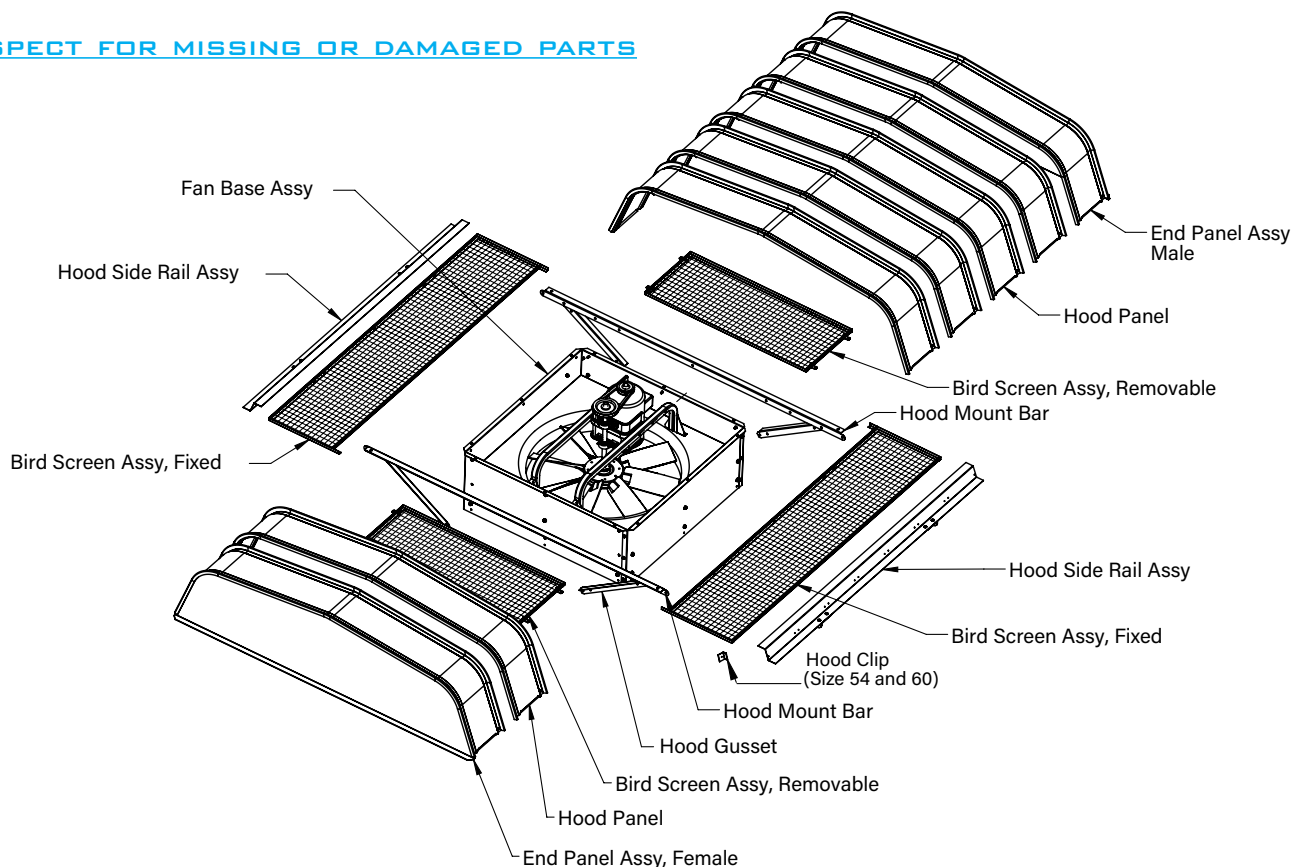 SPECT FOR MISSING OR DAMAGED PARTS
Fan Base Assy
Hood Side Rail Assy
End Panel Assy
Male
Hood Panel
Bird Screen Assy, Removable
Hood Mount Bar
Bird Screen Assy, Fixed
Hood Side Rail Assy
Bird Screen Assy, Fixed
Hood Clip
(Size 54 and 60)
Hood Mount Bar
Hood Gusset
Bird Screen Assy, Removable
Hood Panel
End Panel Assy, Female